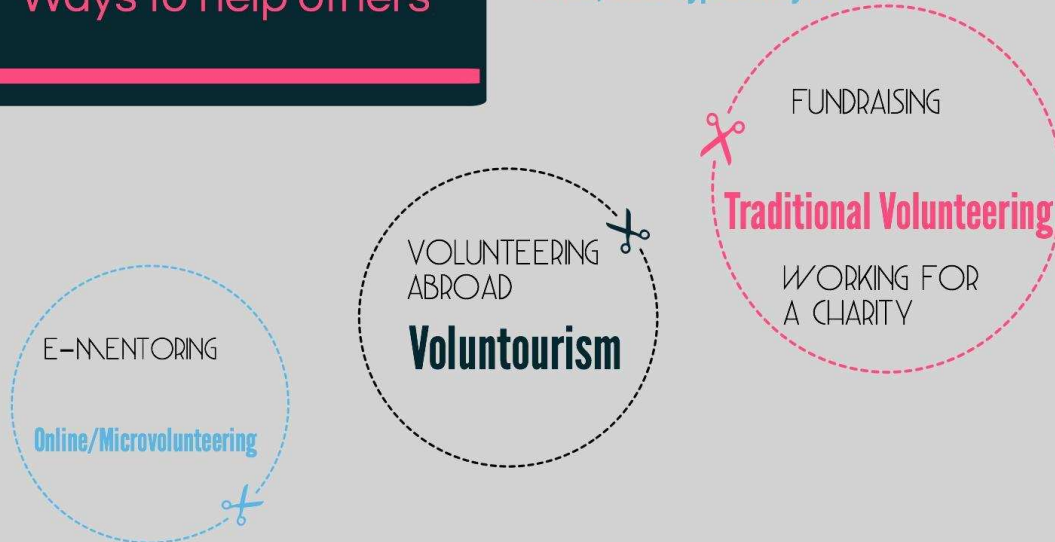 Ways to help others
FUNDRAISING
Traditional Volunteering
WORKING FOR
A CHARITY
VOLUNTEERING
ABROAD
Voluntourism
E-MENTORING
Online/Microvolunteering